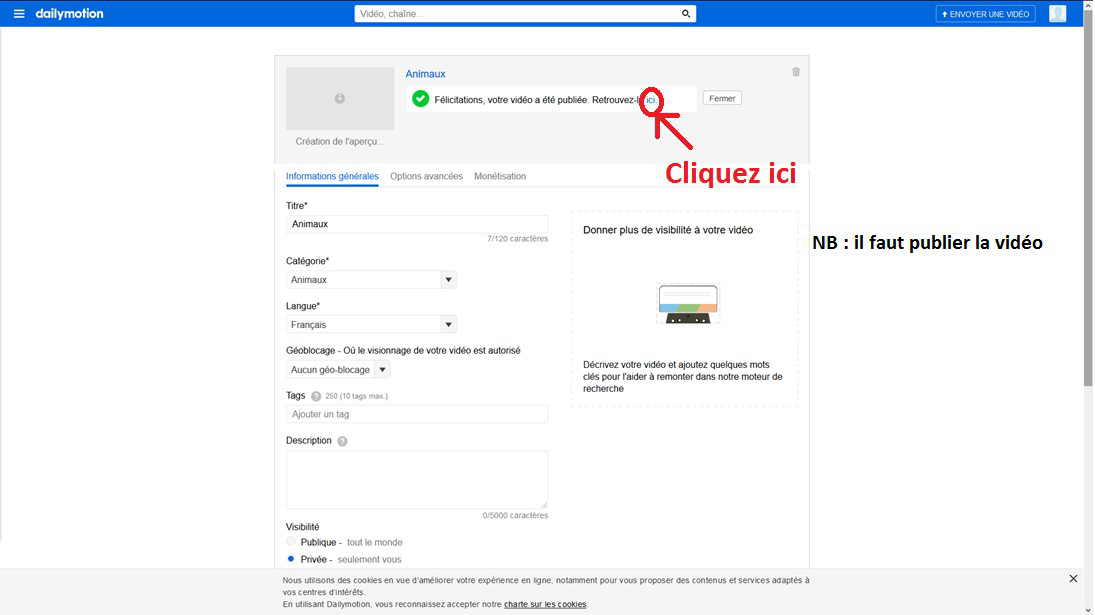 dailymotion
Vidéo, chaîne...
ENVOYER UNE VIDÉO
Animaux
Félicitations, votre vidéo a été publiée. Retrouvez-l ici.
Fermer
Création de l'aperçu...
Cliquez ici
Informations générales Options avancées Monétisation
Titre*
Animaux
7/120 caractères
Catégorie*
Animaux
Langue*
Français
Géoblocage - Où le visionnage de votre vidéo est autorisé
Aucun géo-blocage
Tags ? 250 (10 tags max.)
Ajouter un tag
Description ?
0/5000 caractères
Visibilité
Publique - tout le monde
Privée - seulement vous
Donner plus de visibilité à votre vidéo
Décrivez votre vidéo et ajoutez quelques mots
clés pour l'aider à remonter dans notre moteur de
recherche
NB : il faut publier la vidéo
Nous utilisons des cookies en vue d'améliorer votre expérience en ligne, notamment pour vous proposer des contenus et services adaptés à
vos centres d'intérêts.
En utilisant Dailymotion, vous reconnaissez accepter notre charte sur les cookies.